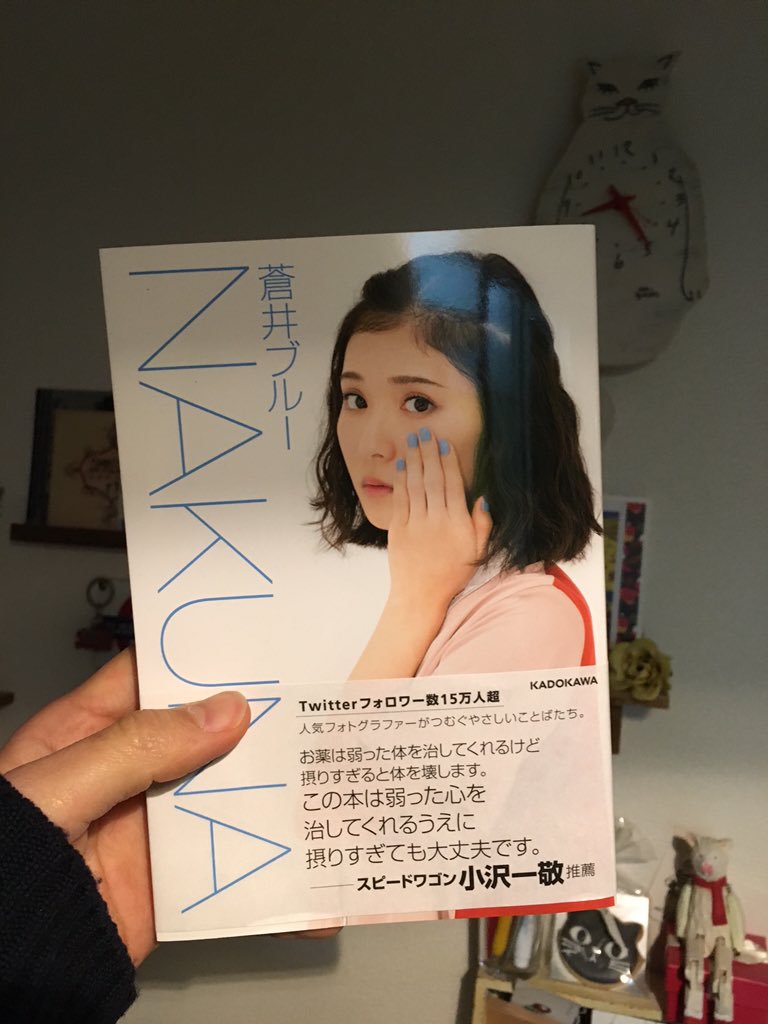 蒼井ブルー
NAKUNA
KADOKAWA
Twitterフォロワー数15万人超
人気フォトグラファーがつむぐやさしいことばたち。
お薬は弱った体を治してくれるけど
摂りすぎると体を壊します。
この本は弱った心を
治してくれるうえに
摂りすぎても大丈夫です。
──スピードワゴン 小沢一敬 推薦
10
11
12
4
6